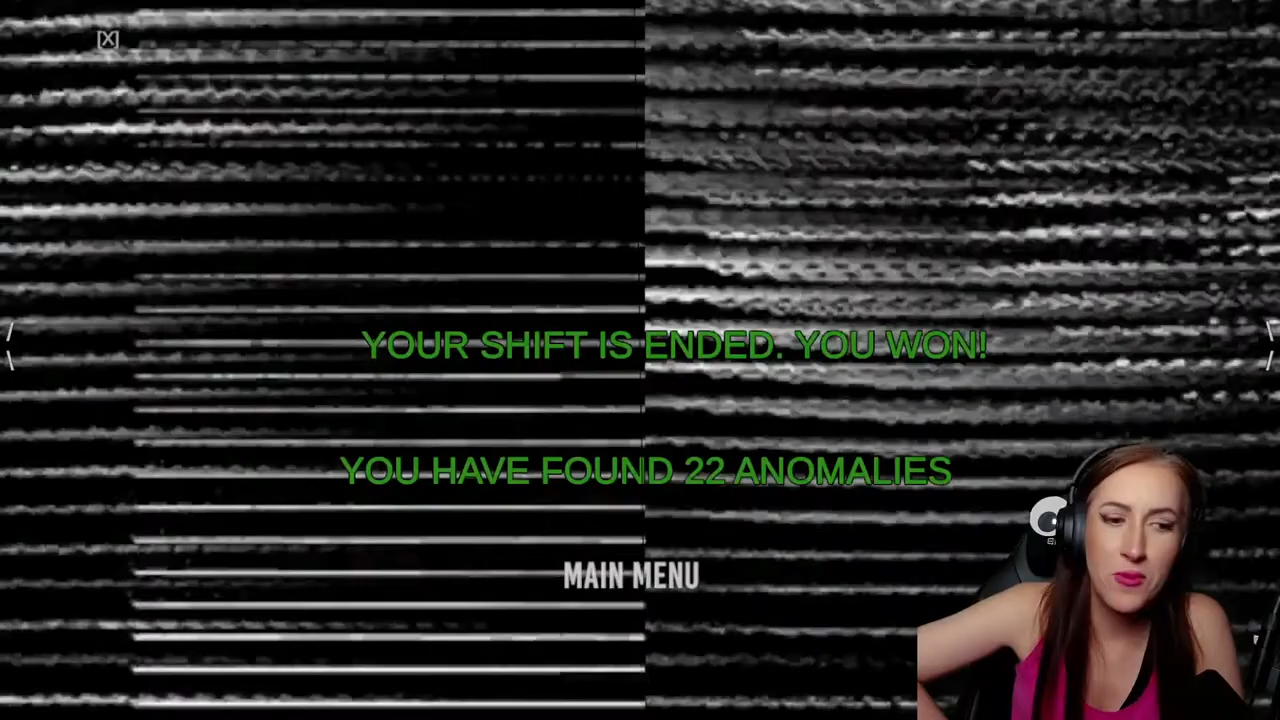 YOUR SHIFT IS ENDED. YOU WON!
YOU HAVE FOUND 22 ANOMALIES
MAIN MENU